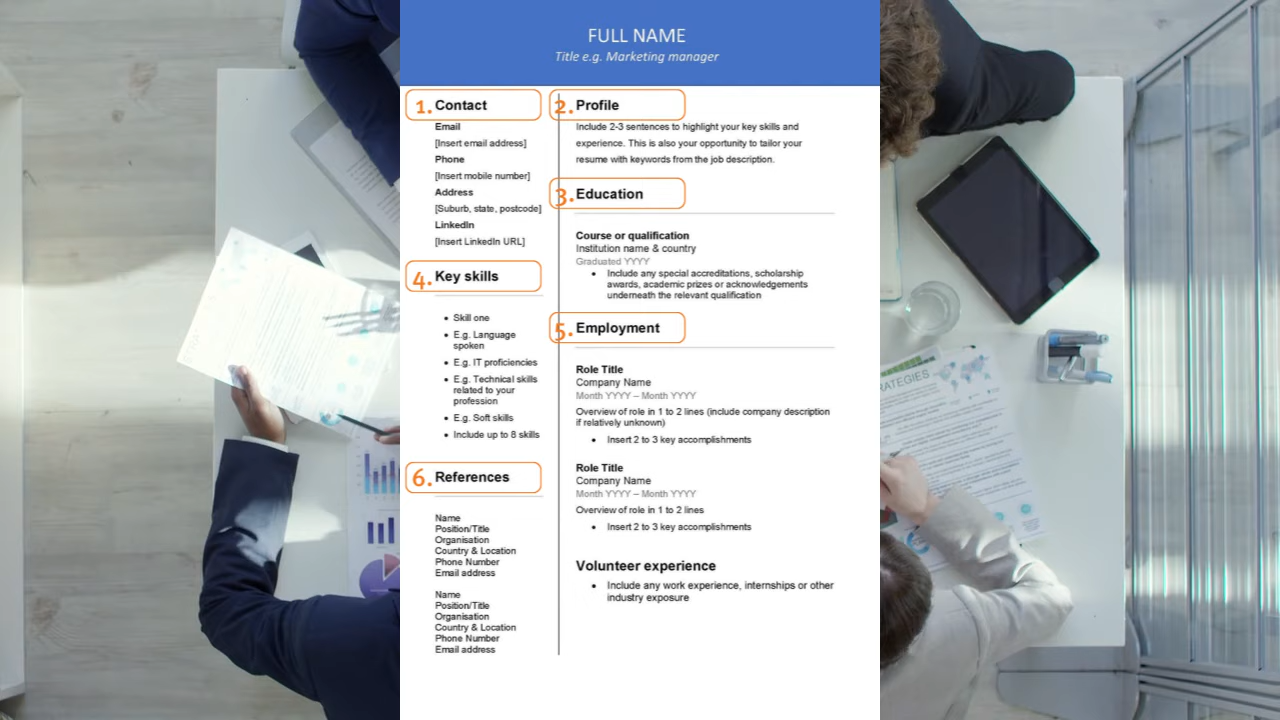 FULL NAME
Title e.g. Marketing manager
1. Contact
Email
[Insert email address]
Phone
[Insert mobile number]
Address
[Suburb, state, postcode]
LinkedIn
[Insert LinkedIn URL]
4. Key skills
• Skill one
• E.g. Language
spoken
• E.g. IT proficiencies
• E.g. Technical skills
related to your
profession
• E.g. Soft skills
• Include up to 8 skills
6. References
Name
Position/Title
Organisation
Country & Location
Phone Number
Email address
Name
Position/Title
Organisation
Country & Location
Phone Number
Email address
2. Profile
Include 2-3 sentences to highlight your key skills and
experience. This is also your opportunity to tailor your
resume with keywords from the job description.
3. Education
Course or qualification
Institution name & country
Graduated YYYY
• Include any special accreditations, scholarship
awards, academic prizes or acknowledgements
underneath the relevant qualification
5. Employment
Role Title
Company Name
Month YYYY – Month YYYY
Overview of role in 1 to 2 lines (include company description
if relatively unknown)
• Insert 2 to 3 key accomplishments
Role Title
Company Name
Month YYYY – Month YYYY
Overview of role in 1 to 2 lines
• Insert 2 to 3 key accomplishments
Volunteer experience
• Include any work experience, internships or other
industry exposure